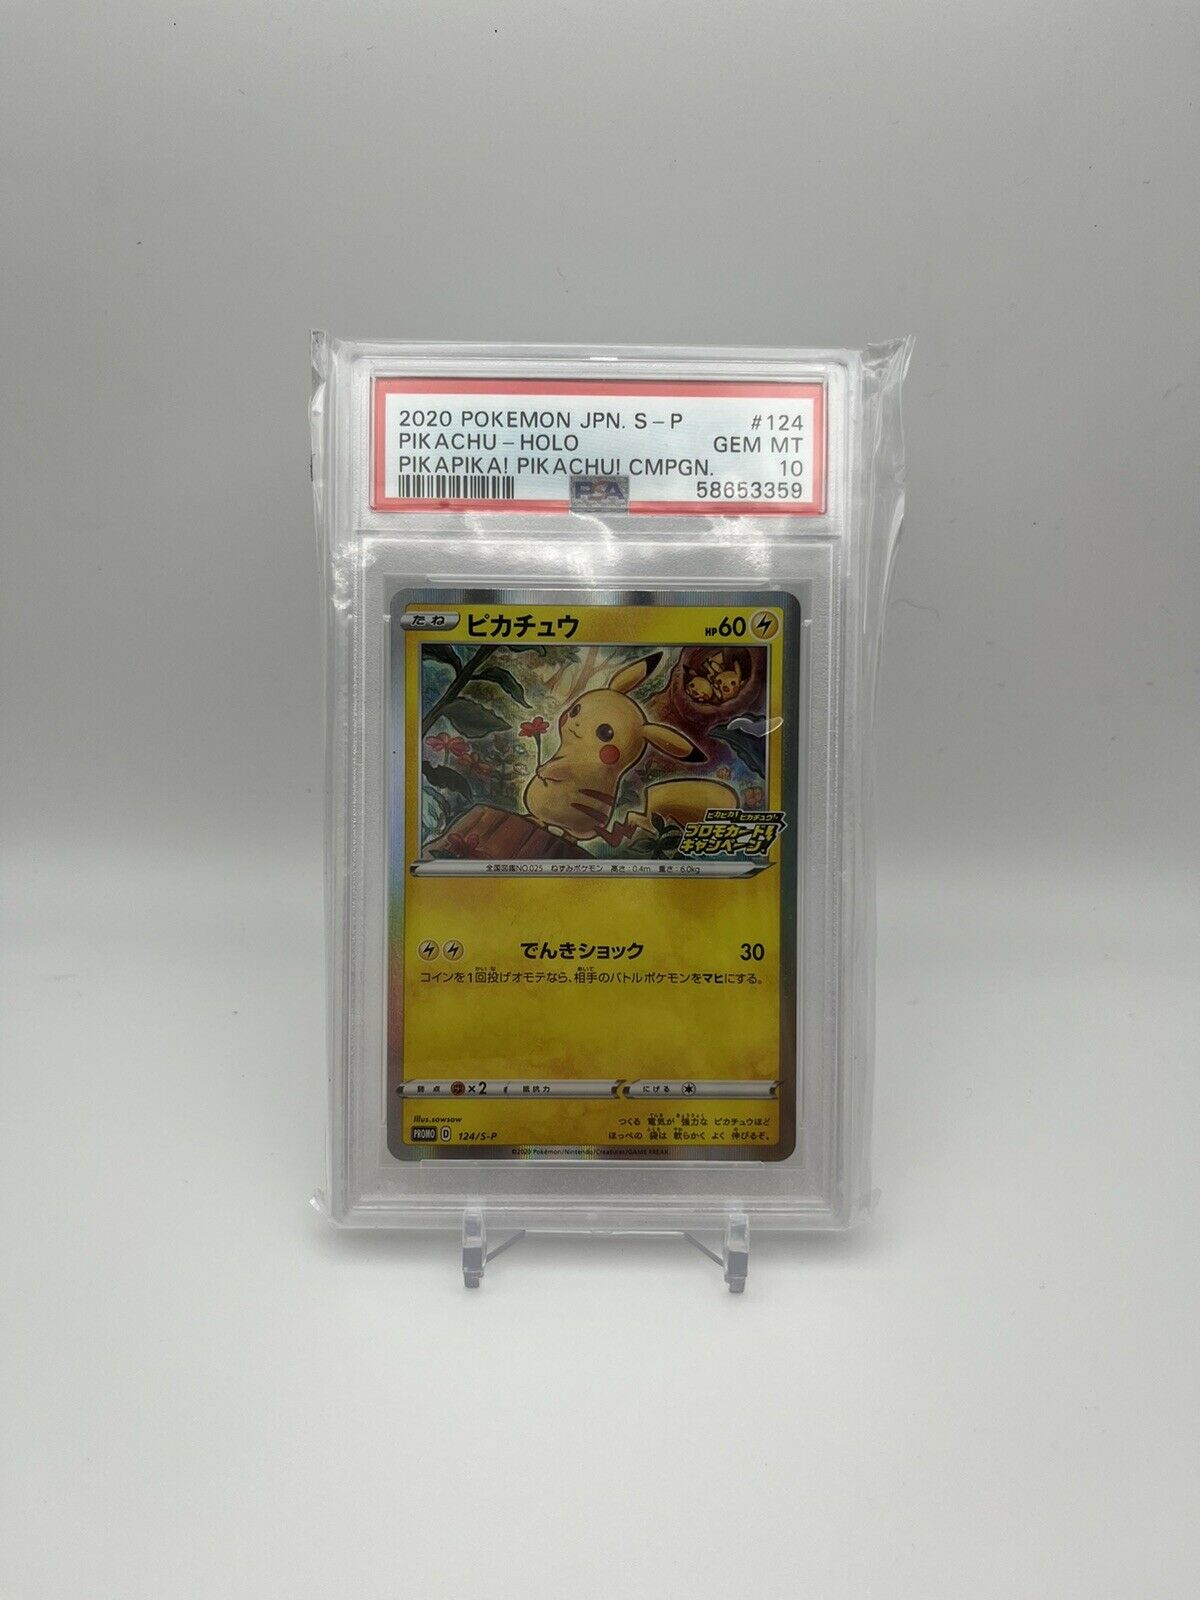 2020 POKEMON JPN. S-P #124
PIKACHU-HOLO GEM MT
PIKAPIKA! PIKACHU! CMPGN. 10
PSA 58653359
たね ピカチュウ HP60
ピカピカ!ピカチュウ!
プロモカード
キャンペーン!
全国図鑑NO.025 ねずみポケモン 高さ:0.4m 重さ:6.0kg
でんきショック 30
コインを1回投げオモテなら、相手のバトルポケモンをマヒにする。
弱点 ×2 抵抗力 にげる
Illus.sowsow
つくる 電気が 強力な ピカチュウほど
PROMO D 124/S-P ほっぺの 袋は 軟らかく よく 伸びるぞ。
©2020 Pokémon/Nintendo/Creatures/GAME FREAK.